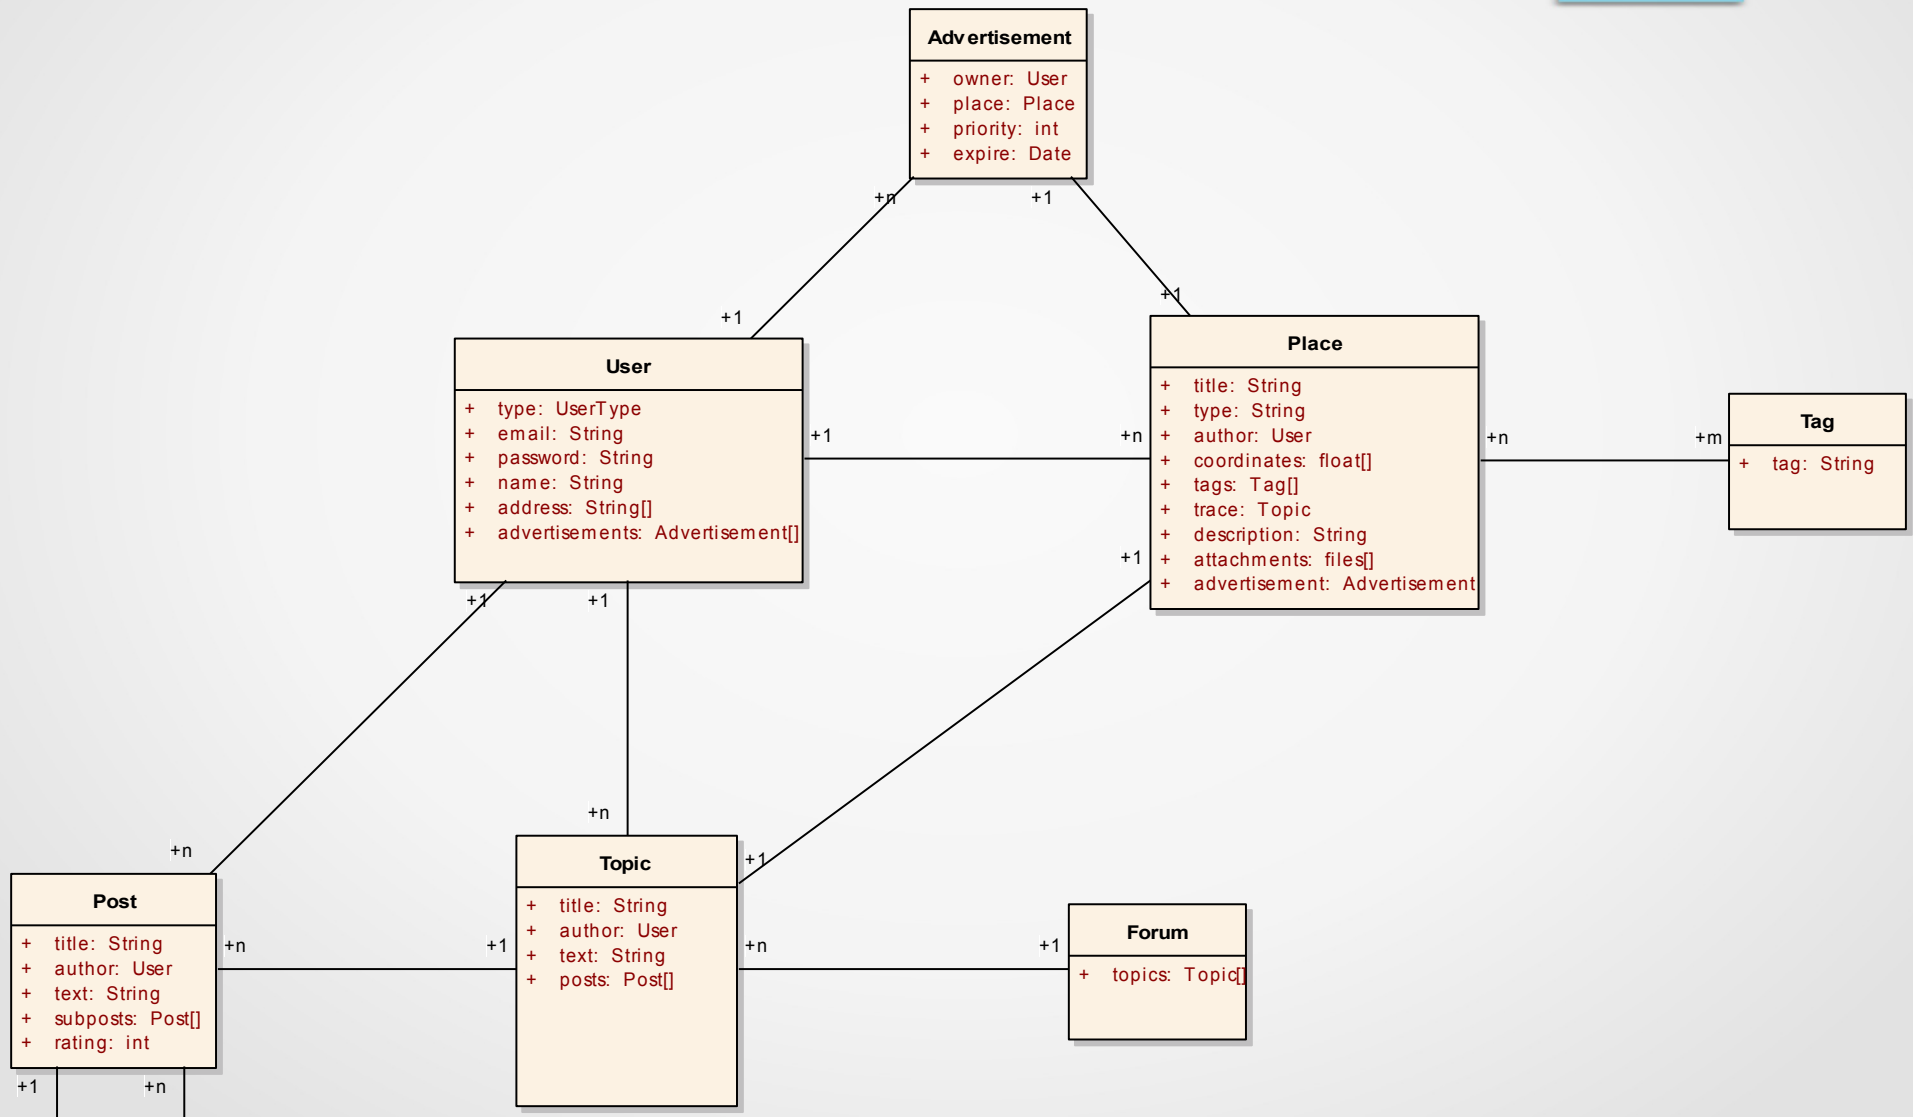 Advertisement
+ owner: User
+ place: Place
+ priority: int
+ expire: Date
+n
+1
+1
+1
User
+ type: UserType
+ email: String
+ password: String
+ name: String
+ address: String[]
+ advertisements: Advertisement[]
+1
+n
Place
+ title: String
+ type: String
+ author: User
+ coordinates: float[]
+ tags: Tag[]
+ trace: Topic
+ description: String
+ attachments: files[]
+ advertisement: Advertisement
+n
+m
Tag
+ tag: String
+1
+1
+1
+n
+n
+1
Post
+ title: String
+ author: User
+ text: String
+ subposts: Post[]
+ rating: int
+n
+1
Topic
+ title: String
+ author: User
+ text: String
+ posts: Post[]
+n
+1
Forum
+ topics: Topic[]
+1
+n